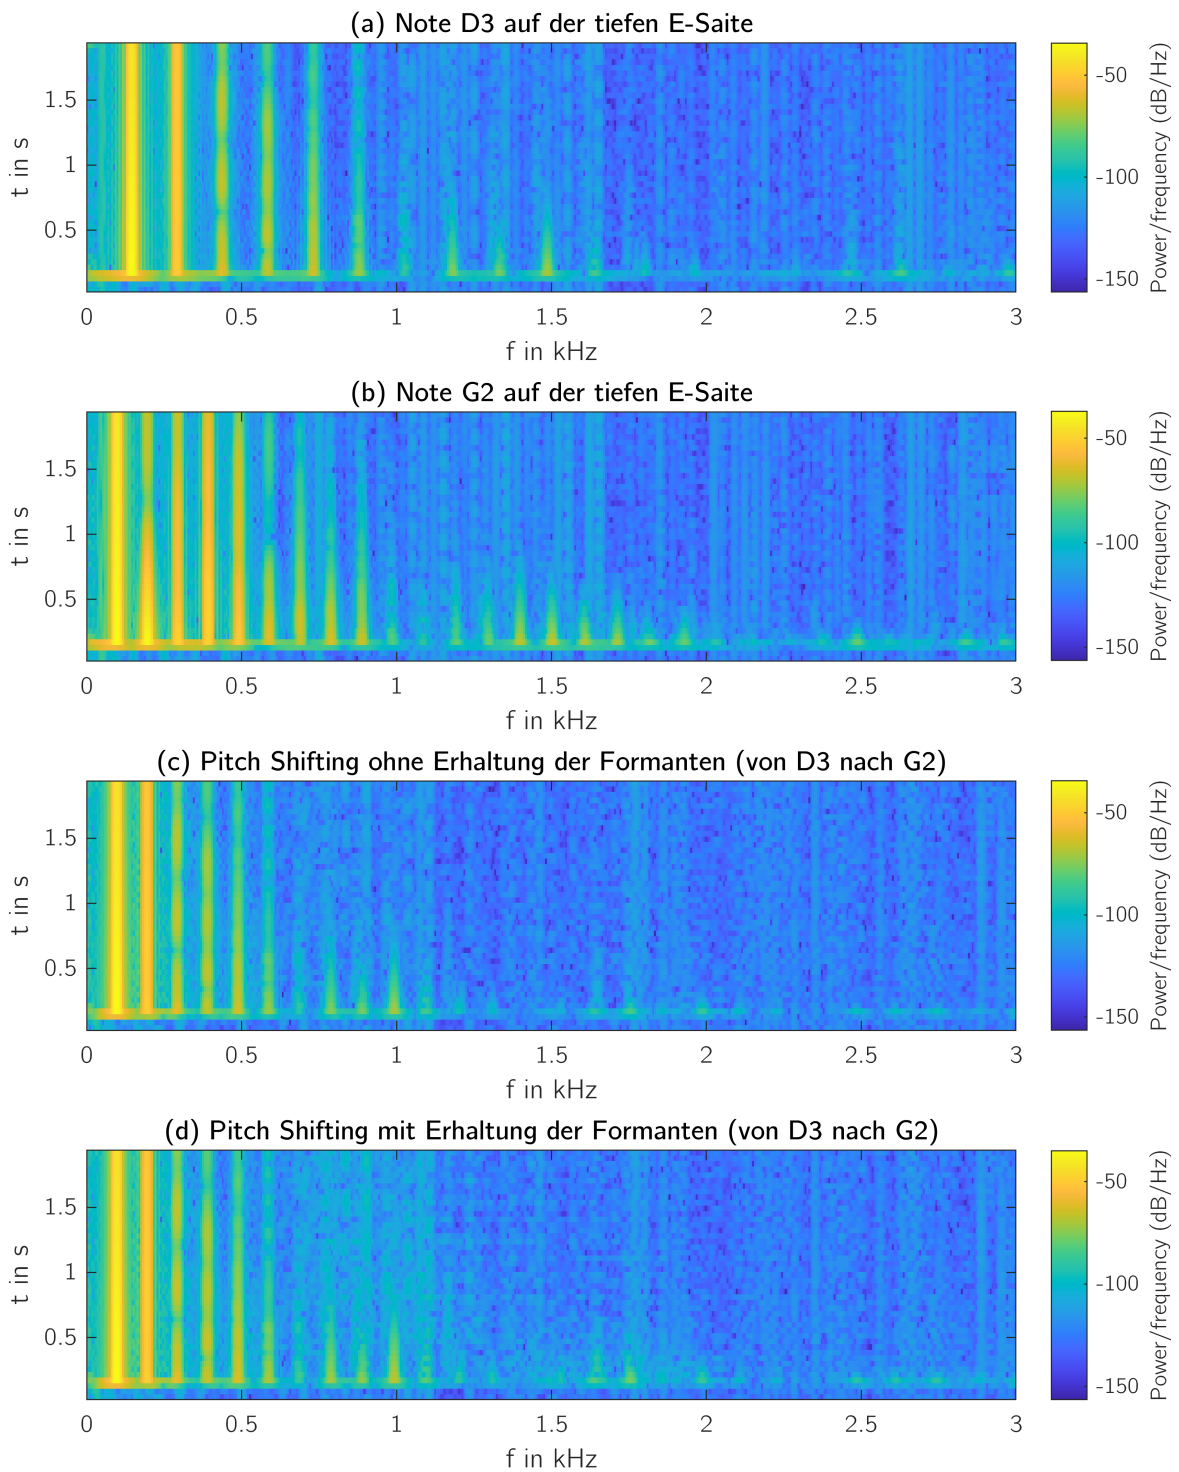 (a) Note D3 auf der tiefen E-Saite
t in s
1.5
1
0.5
0 0.5 1 1.5 2 2.5 3
f in kHz
-50
-100
-150
Power/frequency (dB/Hz)
(b) Note G2 auf der tiefen E-Saite
t in s
1.5
1
0.5
0 0.5 1 1.5 2 2.5 3
f in kHz
-50
-100
-150
Power/frequency (dB/Hz)
(c) Pitch Shifting ohne Erhaltung der Formanten (von D3 nach G2)
t in s
1.5
1
0.5
0 0.5 1 1.5 2 2.5 3
f in kHz
-50
-100
-150
Power/frequency (dB/Hz)
(d) Pitch Shifting mit Erhaltung der Formanten (von D3 nach G2)
t in s
1.5
1
0.5
0 0.5 1 1.5 2 2.5 3
f in kHz
-50
-100
-150
Power/frequency (dB/Hz)